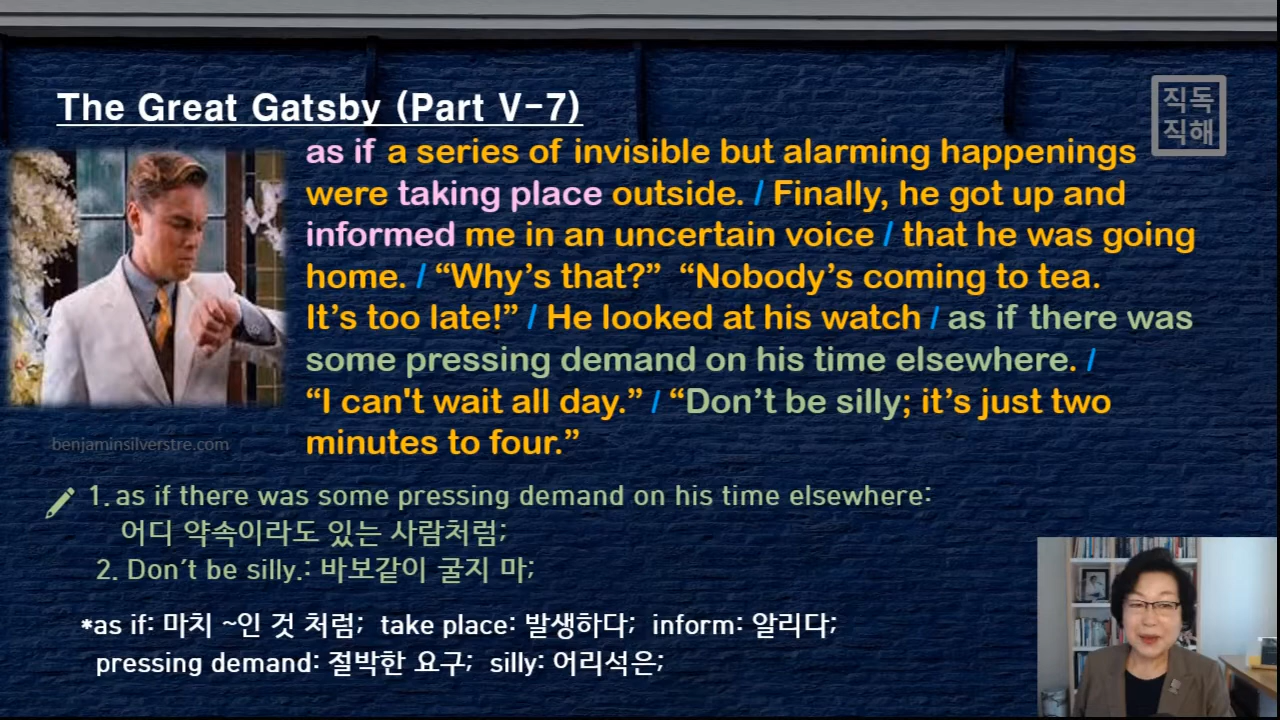 The Great Gatsby (Part V-7)
직독
직해
as if a series of invisible but alarming happenings
were taking place outside. / Finally, he got up and
informed me in an uncertain voice / that he was going
home. / “Why’s that?” “Nobody’s coming to tea.
It’s too late!” / He looked at his watch / as if there was
some pressing demand on his time elsewhere. /
“I can't wait all day.” / “Don’t be silly; it’s just two
minutes to four.”
benjaminsilverstre.com
1. as if there was some pressing demand on his time elsewhere:
어디 약속이라도 있는 사람처럼;
2. Don’t be silly.: 바보같이 굴지 마;
*as if: 마치 ~인 것 처럼; take place: 발생하다; inform: 알리다;
pressing demand: 절박한 요구; silly: 어리석은;